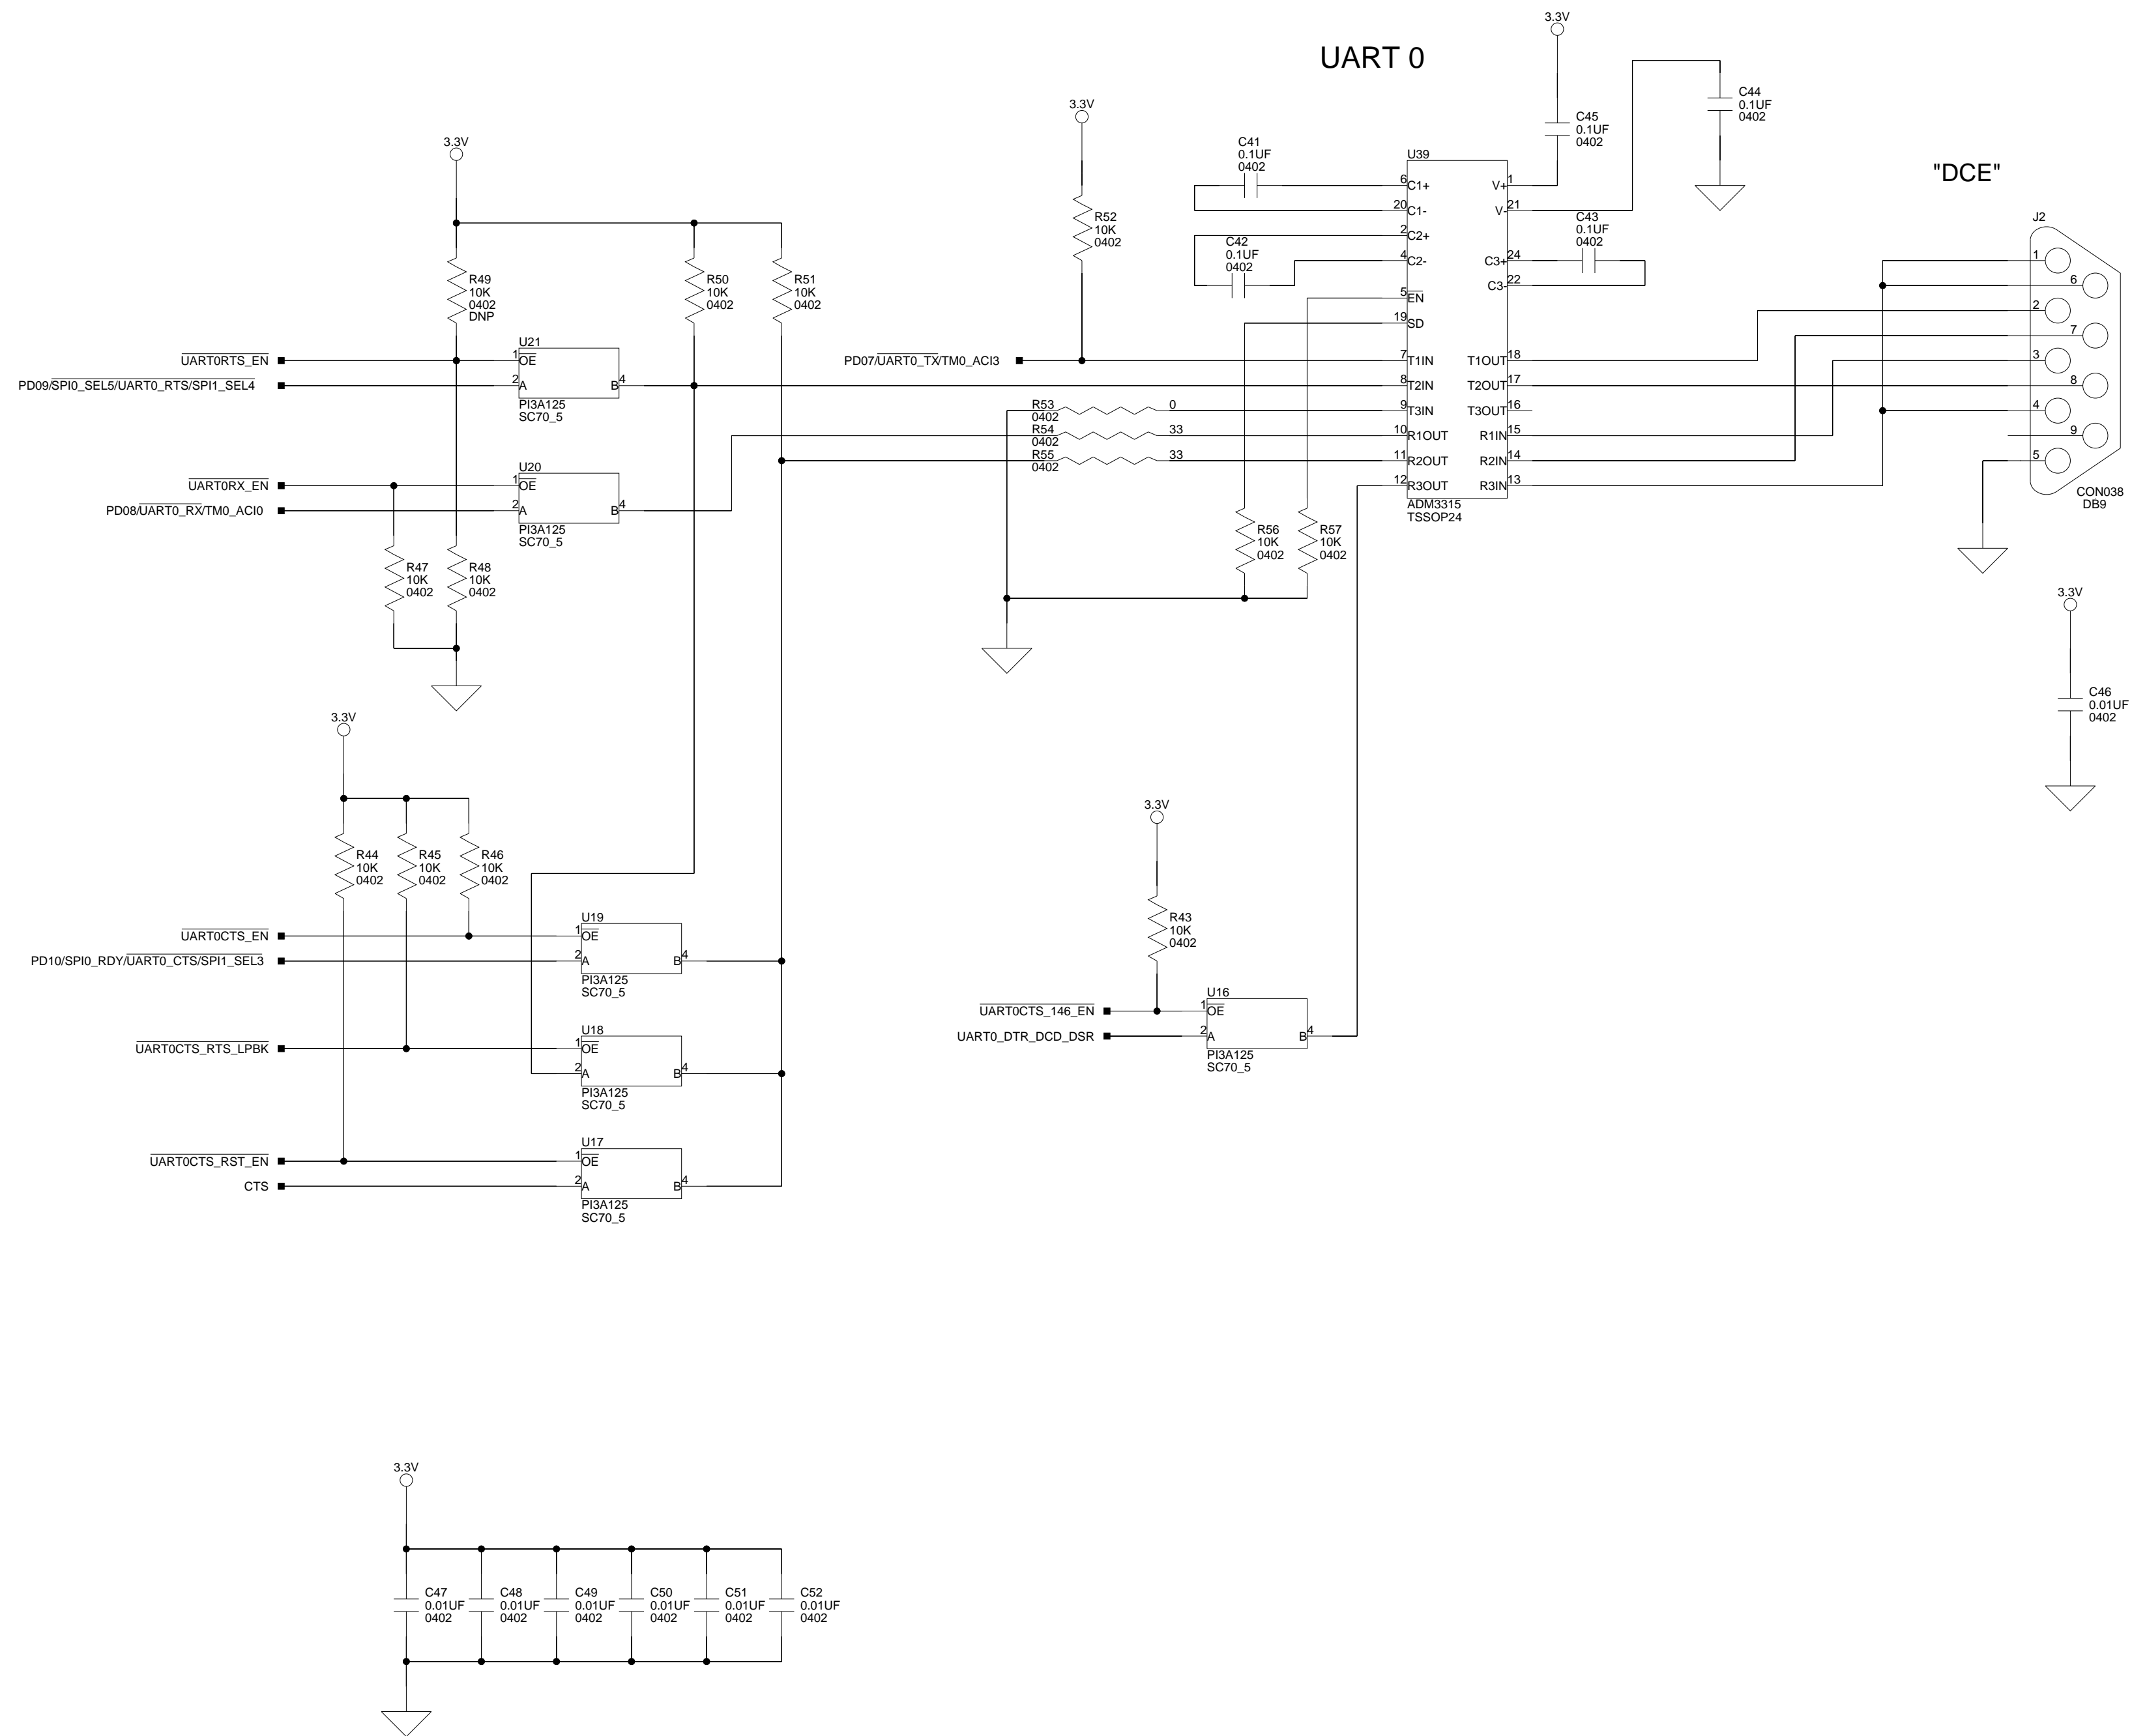 UART 0
"DCE"
3.3V
C45
0.1UF
0402
C44
0.1UF
0402
3.3V
R52
10K
0402
C41
0.1UF
0402
C42
0.1UF
0402
C43
0.1UF
0402
U39
6 C1+
20 C1-
2 C2+
4 C2-
5 EN
19 SD
7 T1IN
8 T2IN
9 T3IN
10 R1OUT
11 R2OUT
12 R3OUT
V+ 1
V- 21
C3+ 24
C3- 22
T1OUT 18
T2OUT 17
T3OUT 16
R1IN 15
R2IN 14
R3IN 13
ADM3315
TSSOP24
J2
1
6
2
7
3
8
4
9
5
CON038
DB9
3.3V
R49
10K
0402
DNP
R50
10K
0402
R51
10K
0402
UART0RTS_EN
PD09/SPI0_SEL5/UART0_RTS/SPI1_SEL4
U21
1 OE
2 A
B 4
PI3A125
SC70_5
PD07/UART0_TX/TM0_ACI3
R53
0402
0
R54
0402
33
R55
0402
33
UART0RX_EN
PD08/UART0_RX/TM0_ACI0
U20
1 OE
2 A
B 4
PI3A125
SC70_5
R47
10K
0402
R48
10K
0402
R56
10K
0402
R57
10K
0402
3.3V
C46
0.01UF
0402
3.3V
R44
10K
0402
R45
10K
0402
R46
10K
0402
UART0CTS_EN
PD10/SPI0_RDY/UART0_CTS/SPI1_SEL3
U19
1 OE
2 A
B 4
PI3A125
SC70_5
UART0CTS_RTS_LPBK
U18
1 OE
2 A
B 4
PI3A125
SC70_5
UART0CTS_RST_EN
CTS
U17
1 OE
2 A
B 4
PI3A125
SC70_5
3.3V
R43
10K
0402
UART0CTS_146_EN
UART0_DTR_DCD_DSR
U16
1 OE
2 A
B 4
PI3A125
SC70_5
3.3V
C47
0.01UF
0402
C48
0.01UF
0402
C49
0.01UF
0402
C50
0.01UF
0402
C51
0.01UF
0402
C52
0.01UF
0402